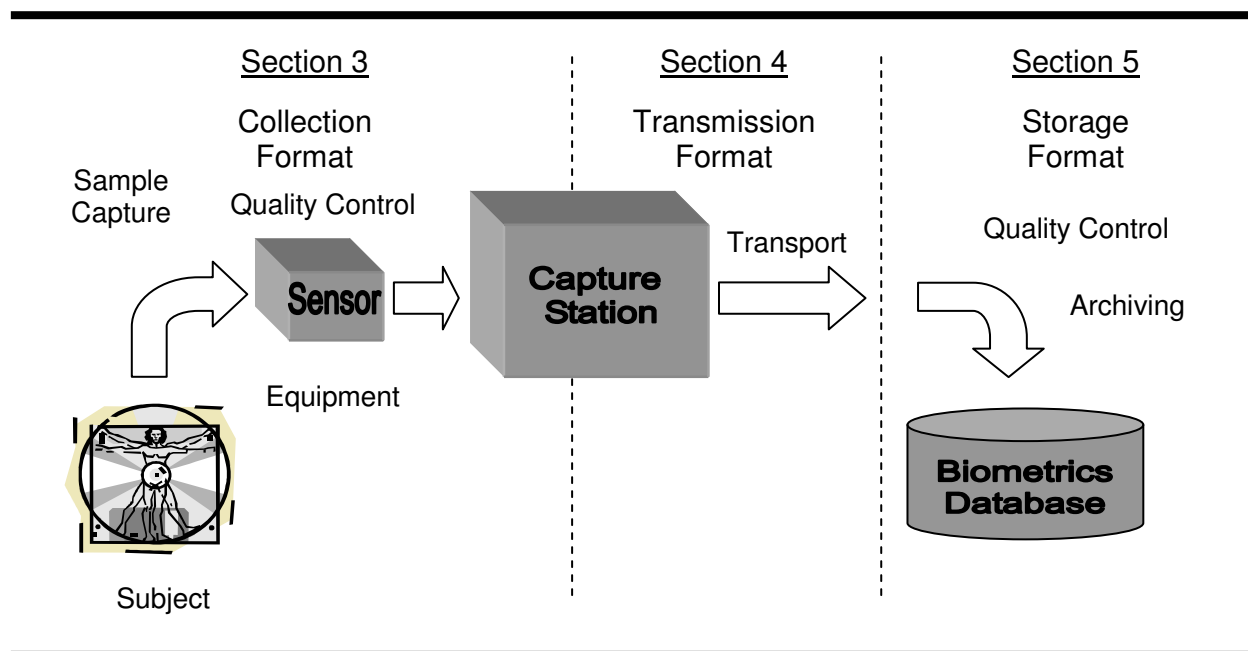 Section 3
Section 4
Section 5
Collection
Format
Transmission
Format
Storage
Format
Sample
Capture
Quality Control
Quality Control
Transport
Sensor
Capture
Station
Archiving
Equipment
Biometrics
Database
Subject